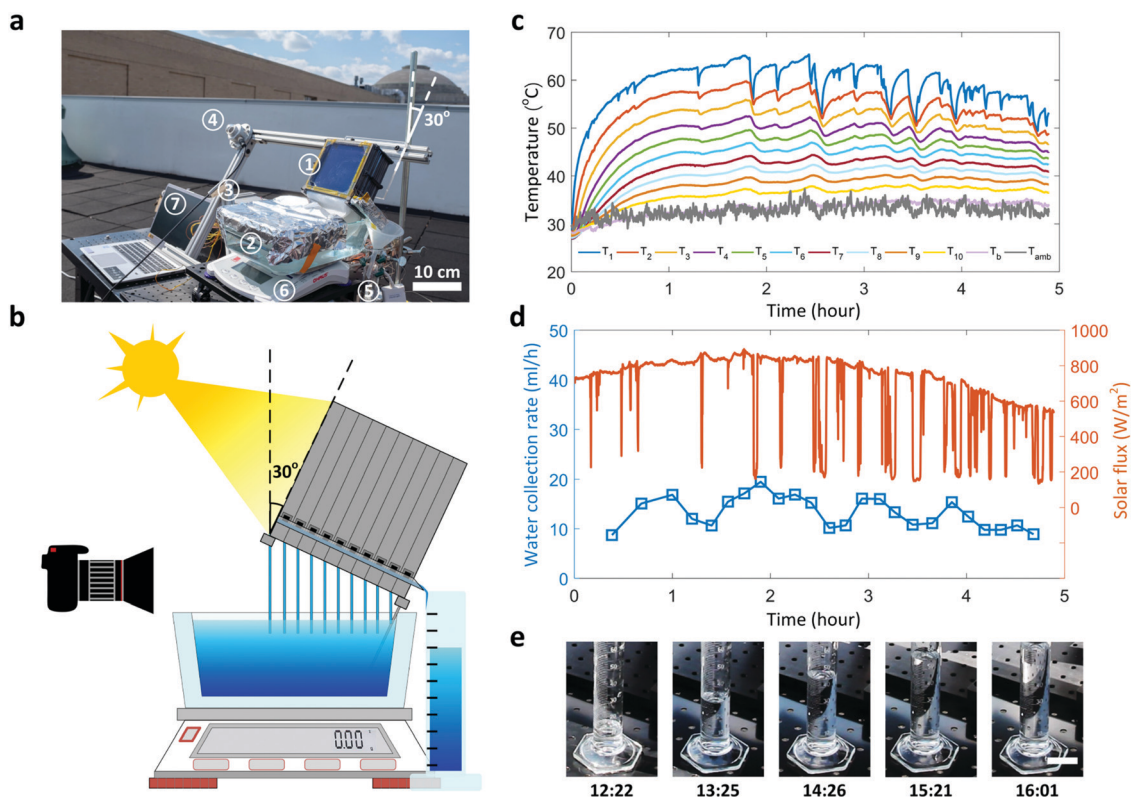 a
④
①
30°
③
⑦
②
⑥
⑤
10 cm
b
30°
0.00
c
Temperature (°C)
70
60
50
40
30
20
T1 T2 T3 T4 T5 T6 T7 T8 T9 T10 Tb Tamb
0 1 2 3 4 5
Time (hour)
d
Water collection rate (ml/h)
50
40
30
20
10
0
1000
800
600
400
200
0
Solar flux (W/m²)
0 1 2 3 4 5
Time (hour)
e
12:22 13:25 14:26 15:21 16:01